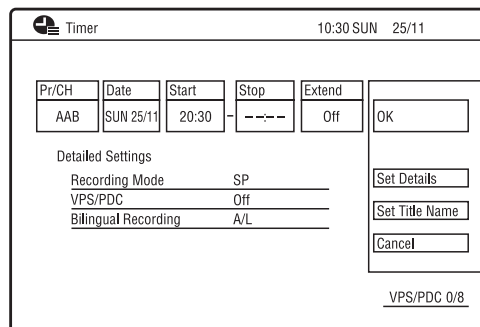 Timer 10:30 SUN 25/11
Pr/CH Date Start Stop Extend
AAB SUN 25/11 20:30 – – –:– – Off OK
Detailed Settings
Recording Mode SP
VPS/PDC Off
Bilingual Recording A/L
Set Details
Set Title Name
Cancel
VPS/PDC 0/8